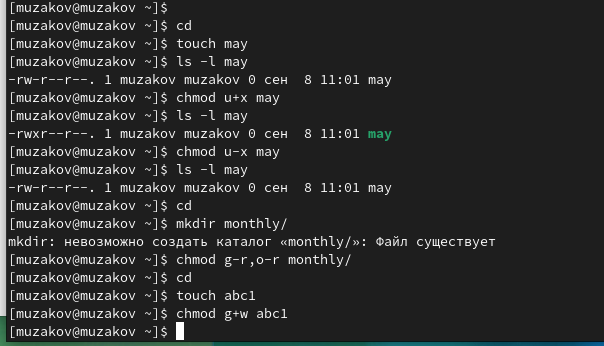 [muzakov@muzakov ~]$
[muzakov@muzakov ~]$ cd
[muzakov@muzakov ~]$ touch may
[muzakov@muzakov ~]$ ls -l may
-rw-r--r--. 1 muzakov muzakov 0 сен  8 11:01 may
[muzakov@muzakov ~]$ chmod u+x may
[muzakov@muzakov ~]$ ls -l may
-rwxr--r--. 1 muzakov muzakov 0 сен  8 11:01 may
[muzakov@muzakov ~]$ chmod u-x may
[muzakov@muzakov ~]$ ls -l may
-rw-r--r--. 1 muzakov muzakov 0 сен  8 11:01 may
[muzakov@muzakov ~]$ cd
[muzakov@muzakov ~]$ mkdir monthly/
mkdir: невозможно создать каталог «monthly/»: Файл существует
[muzakov@muzakov ~]$ chmod g-r,o-r monthly/
[muzakov@muzakov ~]$ cd
[muzakov@muzakov ~]$ touch abc1
[muzakov@muzakov ~]$ chmod g+w abc1
[muzakov@muzakov ~]$